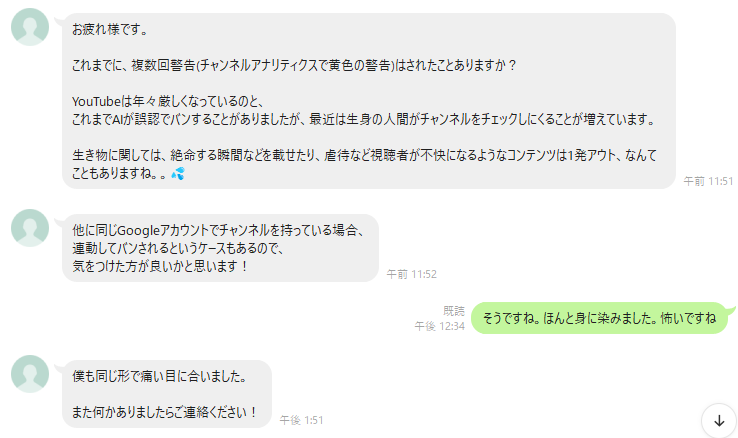 お疲れ様です。
これまでに、複数回警告(チャンネルアナリティクスで黄色の警告)はされたことありますか？
YouTubeは年々厳しくなっているのと、
これまでAIが誤認でバンすることがありましたが、最近は生身の人間がチャンネルをチェックしにくることが増えています。
生き物に関しては、絶命する瞬間などを載せたり、虐待など視聴者が不快になるようなコンテンツは1発アウト、なんて
こともありますね。。💦
午前 11:51
他に同じGoogleアカウントでチャンネルを持っている場合、
連動してバンされるというケースもあるので、
気をつけた方が良いかと思います！
午前 11:52
既読
午後 12:34
そうですね。ほんと身に染みました。怖いですね
僕も同じ形で痛い目に合いました。
また何かありましたらご連絡ください！
午後 1:51